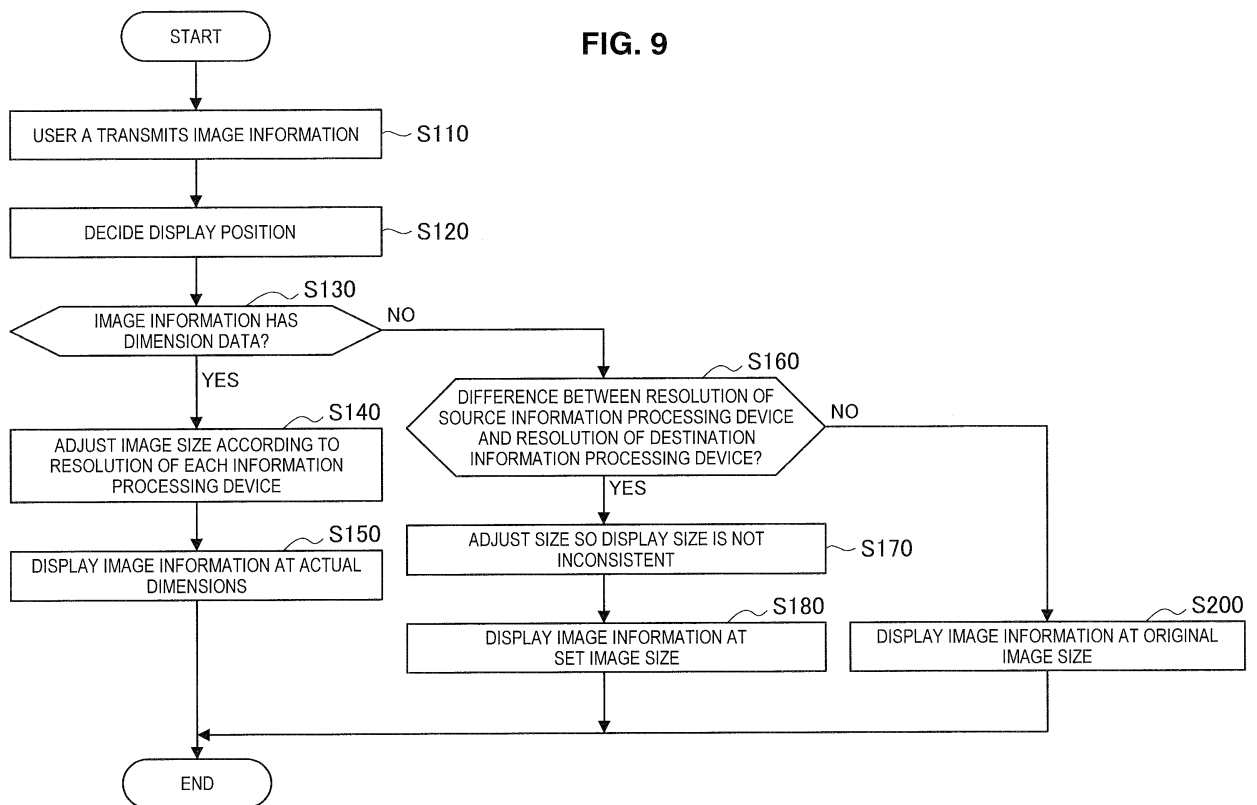 FIG. 9
START
USER A TRANSMITS IMAGE INFORMATION
S110
DECIDE DISPLAY POSITION
S120
S130
IMAGE INFORMATION HAS
DIMENSION DATA?
NO
YES
S140
ADJUST IMAGE SIZE ACCORDING TO
RESOLUTION OF EACH INFORMATION
PROCESSING DEVICE
S150
DISPLAY IMAGE INFORMATION AT ACTUAL
DIMENSIONS
S160
DIFFERENCE BETWEEN RESOLUTION OF
SOURCE INFORMATION PROCESSING DEVICE
AND RESOLUTION OF DESTINATION
INFORMATION PROCESSING DEVICE?
NO
YES
ADJUST SIZE SO DISPLAY SIZE IS NOT
INCONSISTENT
S170
S180
DISPLAY IMAGE INFORMATION AT
SET IMAGE SIZE
S200
DISPLAY IMAGE INFORMATION AT ORIGINAL
IMAGE SIZE
END